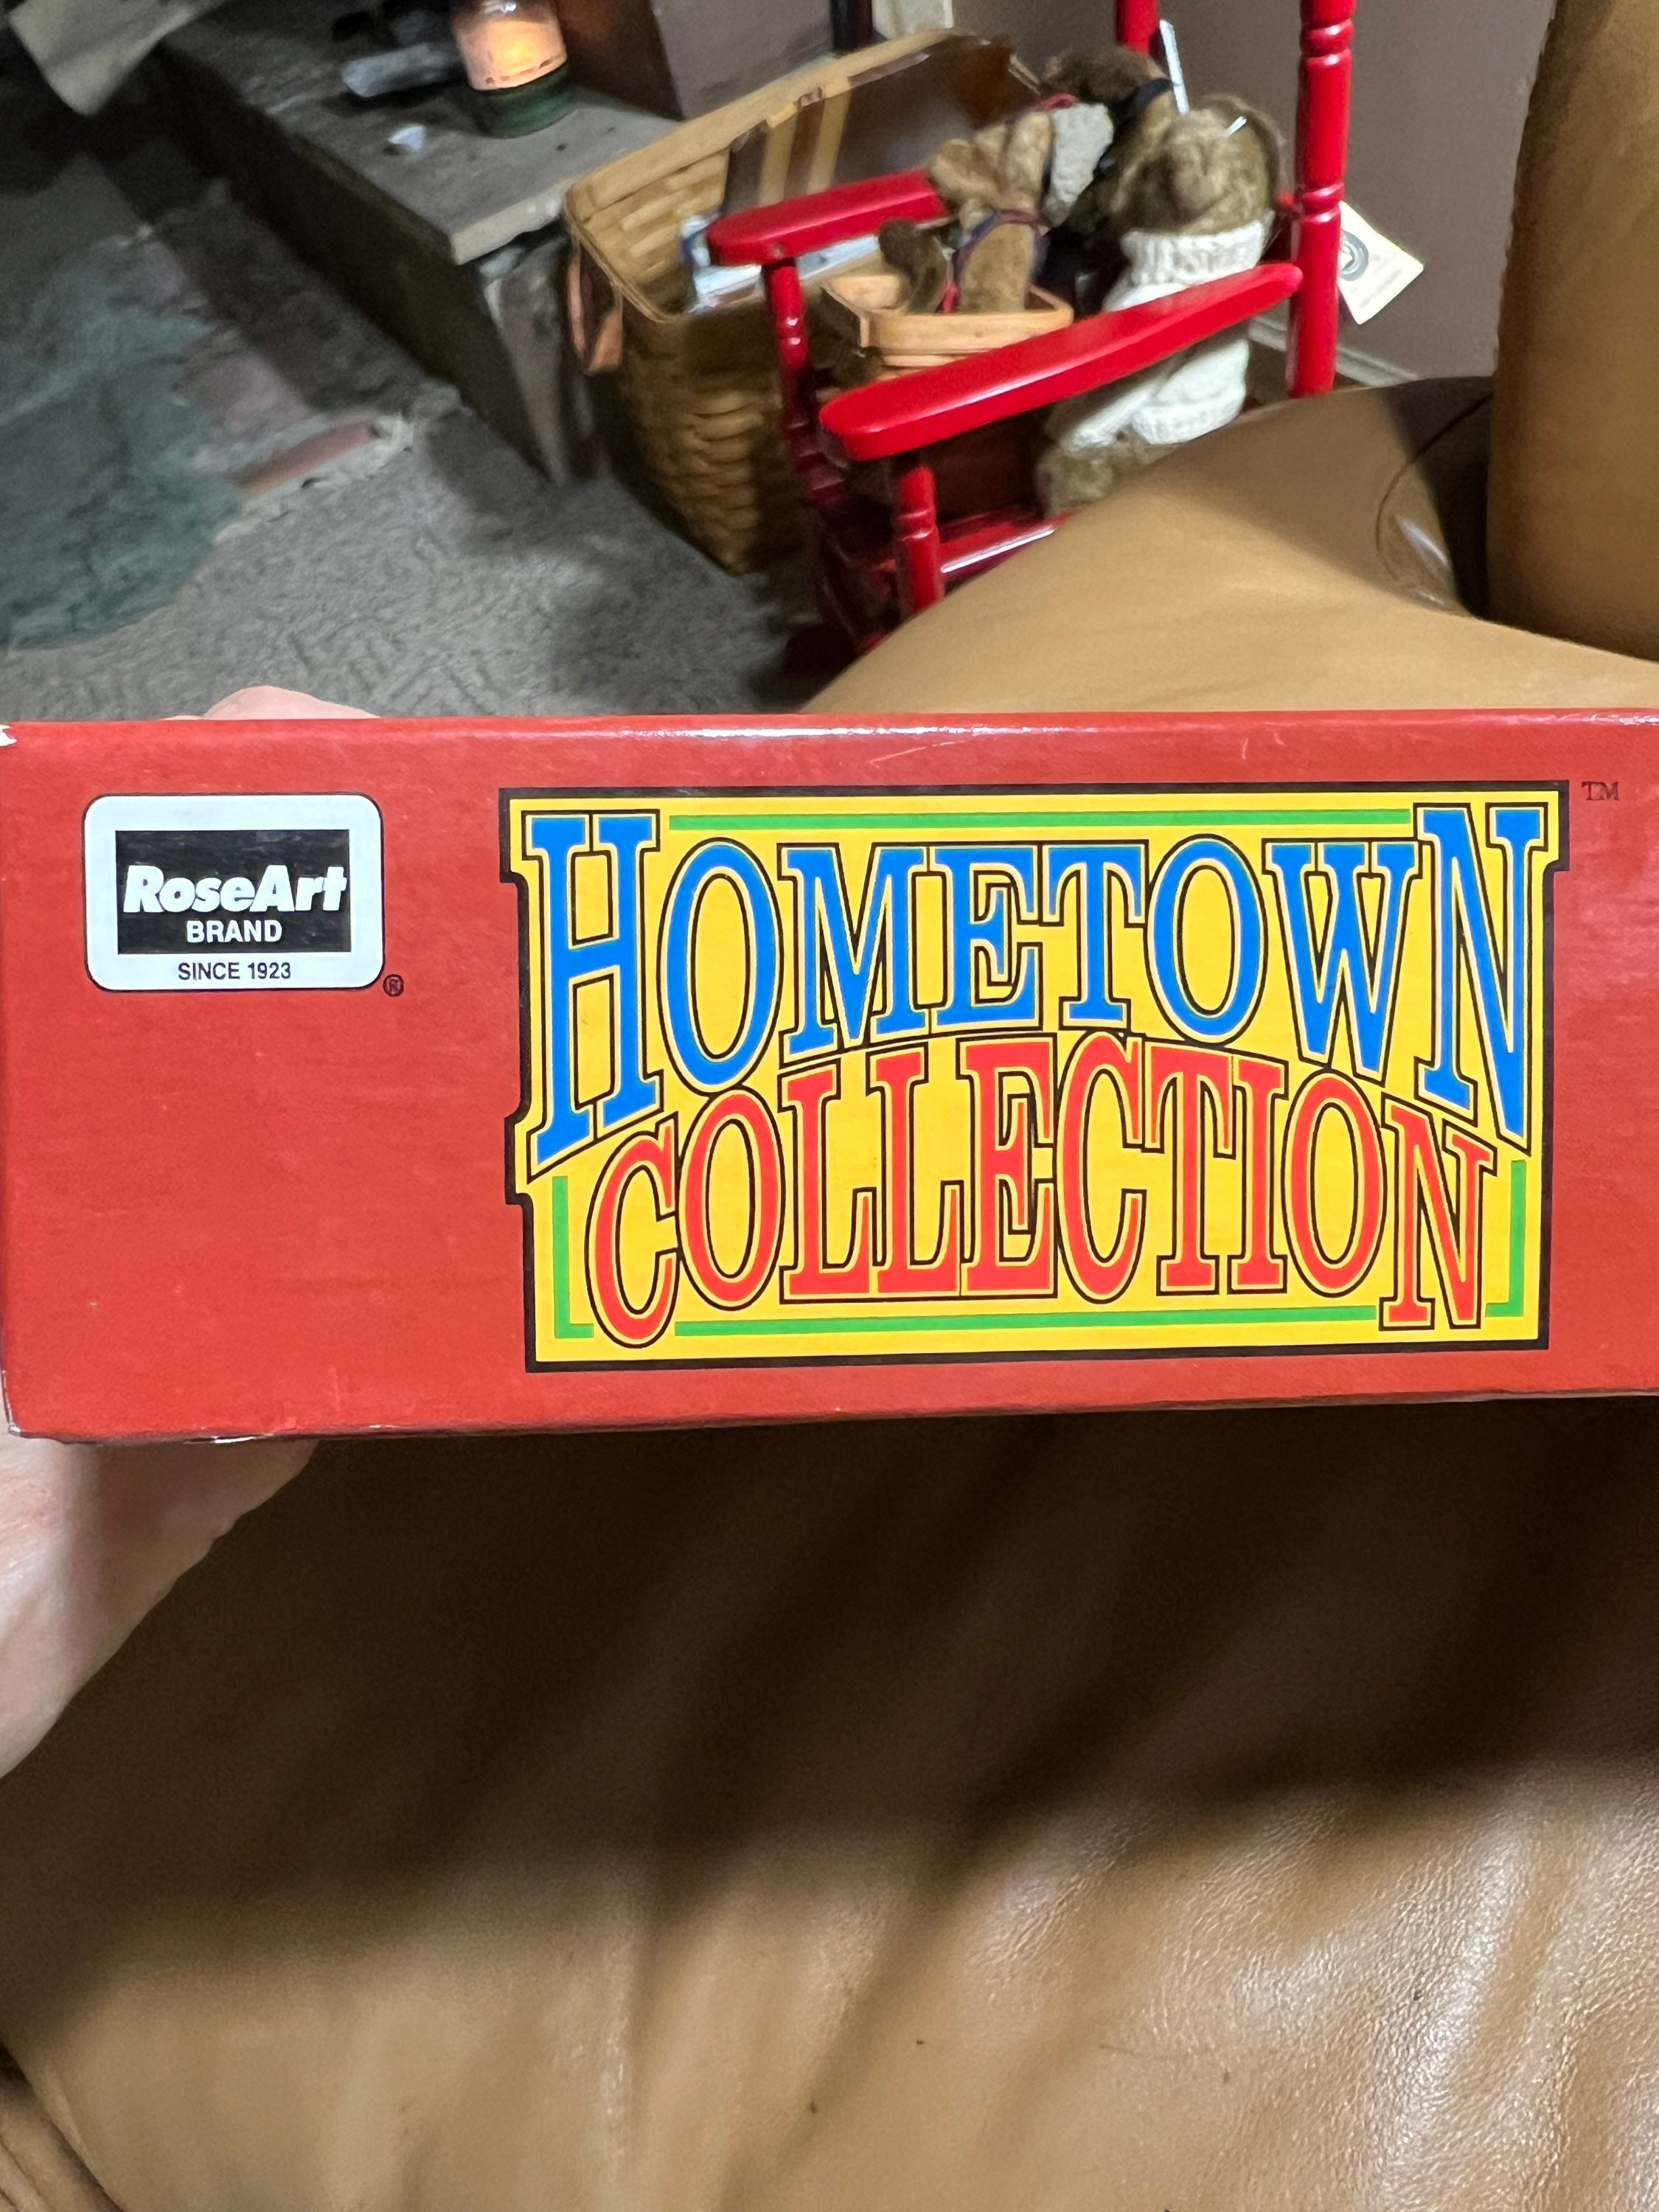 RoseArt
BRAND
SINCE 1923
®
HOMETOWN
COLLECTION
TM